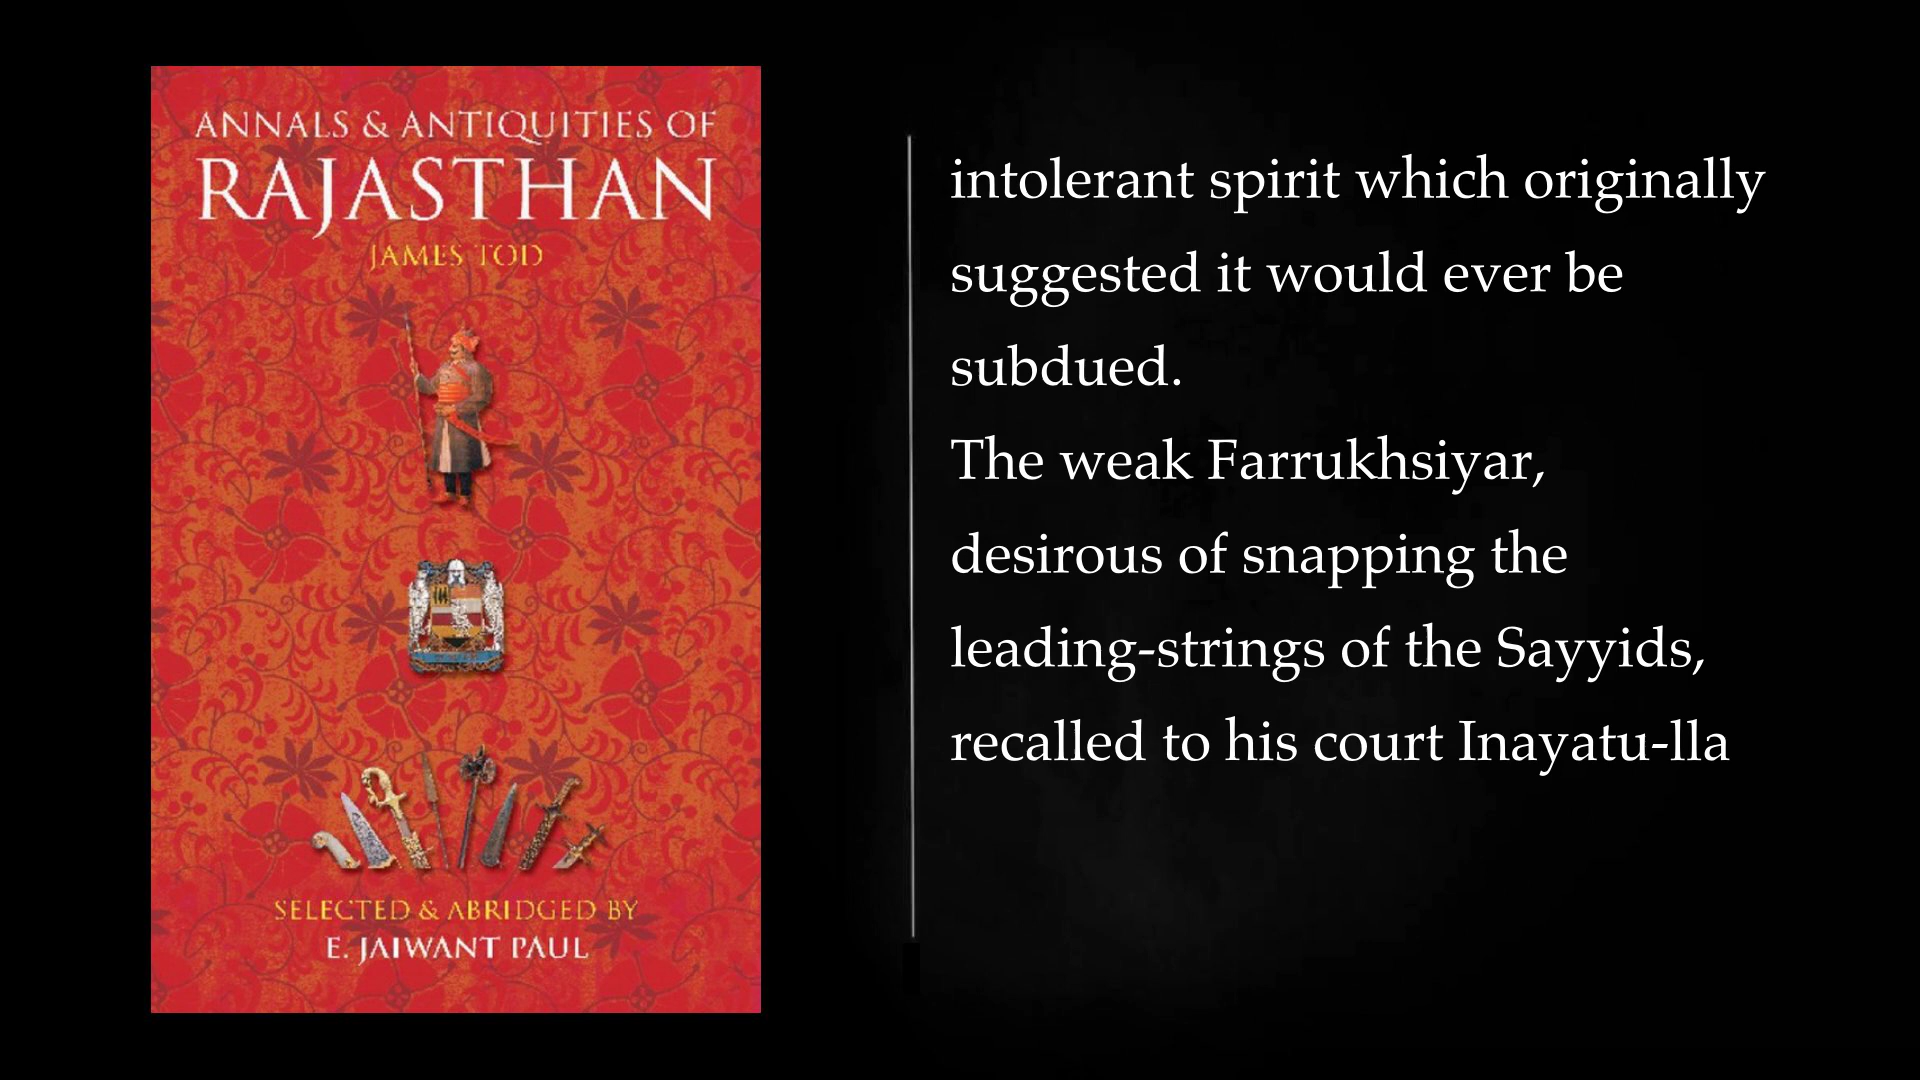 ANNALS & ANTIQUITIES OF
RAJASTHAN
JAMES TOD
SELECTED & ABRIDGED BY
E. JAIWANT PAUL
intolerant spirit which originally
suggested it would ever be
subdued.
The weak Farrukhsiyar,
desirous of snapping the
leading-strings of the Sayyids,
recalled to his court Inayatu-lla